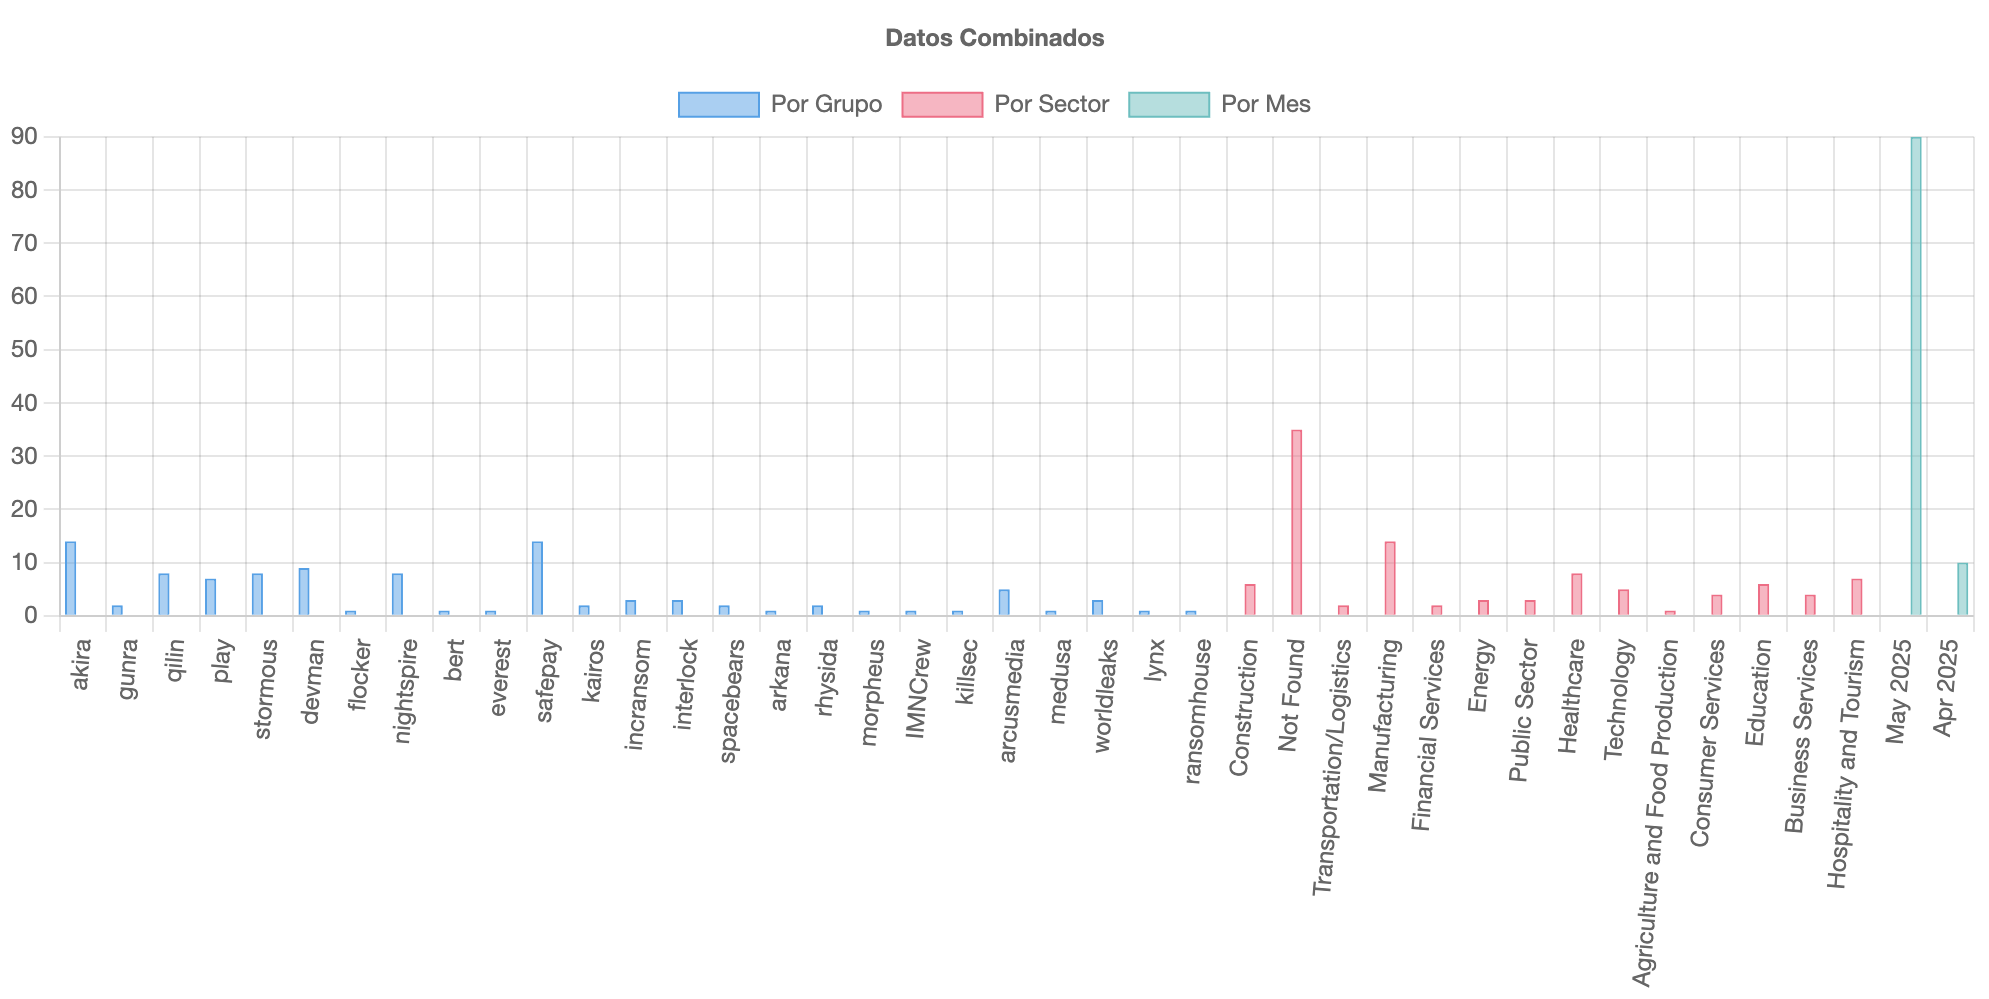 Datos Combinados
Por Grupo
Por Sector
Por Mes
90
80
70
60
50
40
30
20
10
0
akira
gunra
qilin
play
stormous
devman
flocker
nightspire
bert
everest
safepay
kairos
incransom
interlock
spacebears
arkana
rhysida
morpheus
IMNCrew
killsec
arcusmedia
medusa
worldleaks
lynx
ransomhouse
Construction
Not Found
Transportation/Logistics
Manufacturing
Financial Services
Energy
Public Sector
Healthcare
Technology
Agriculture and Food Production
Consumer Services
Education
Business Services
Hospitality and Tourism
May 2025
Apr 2025